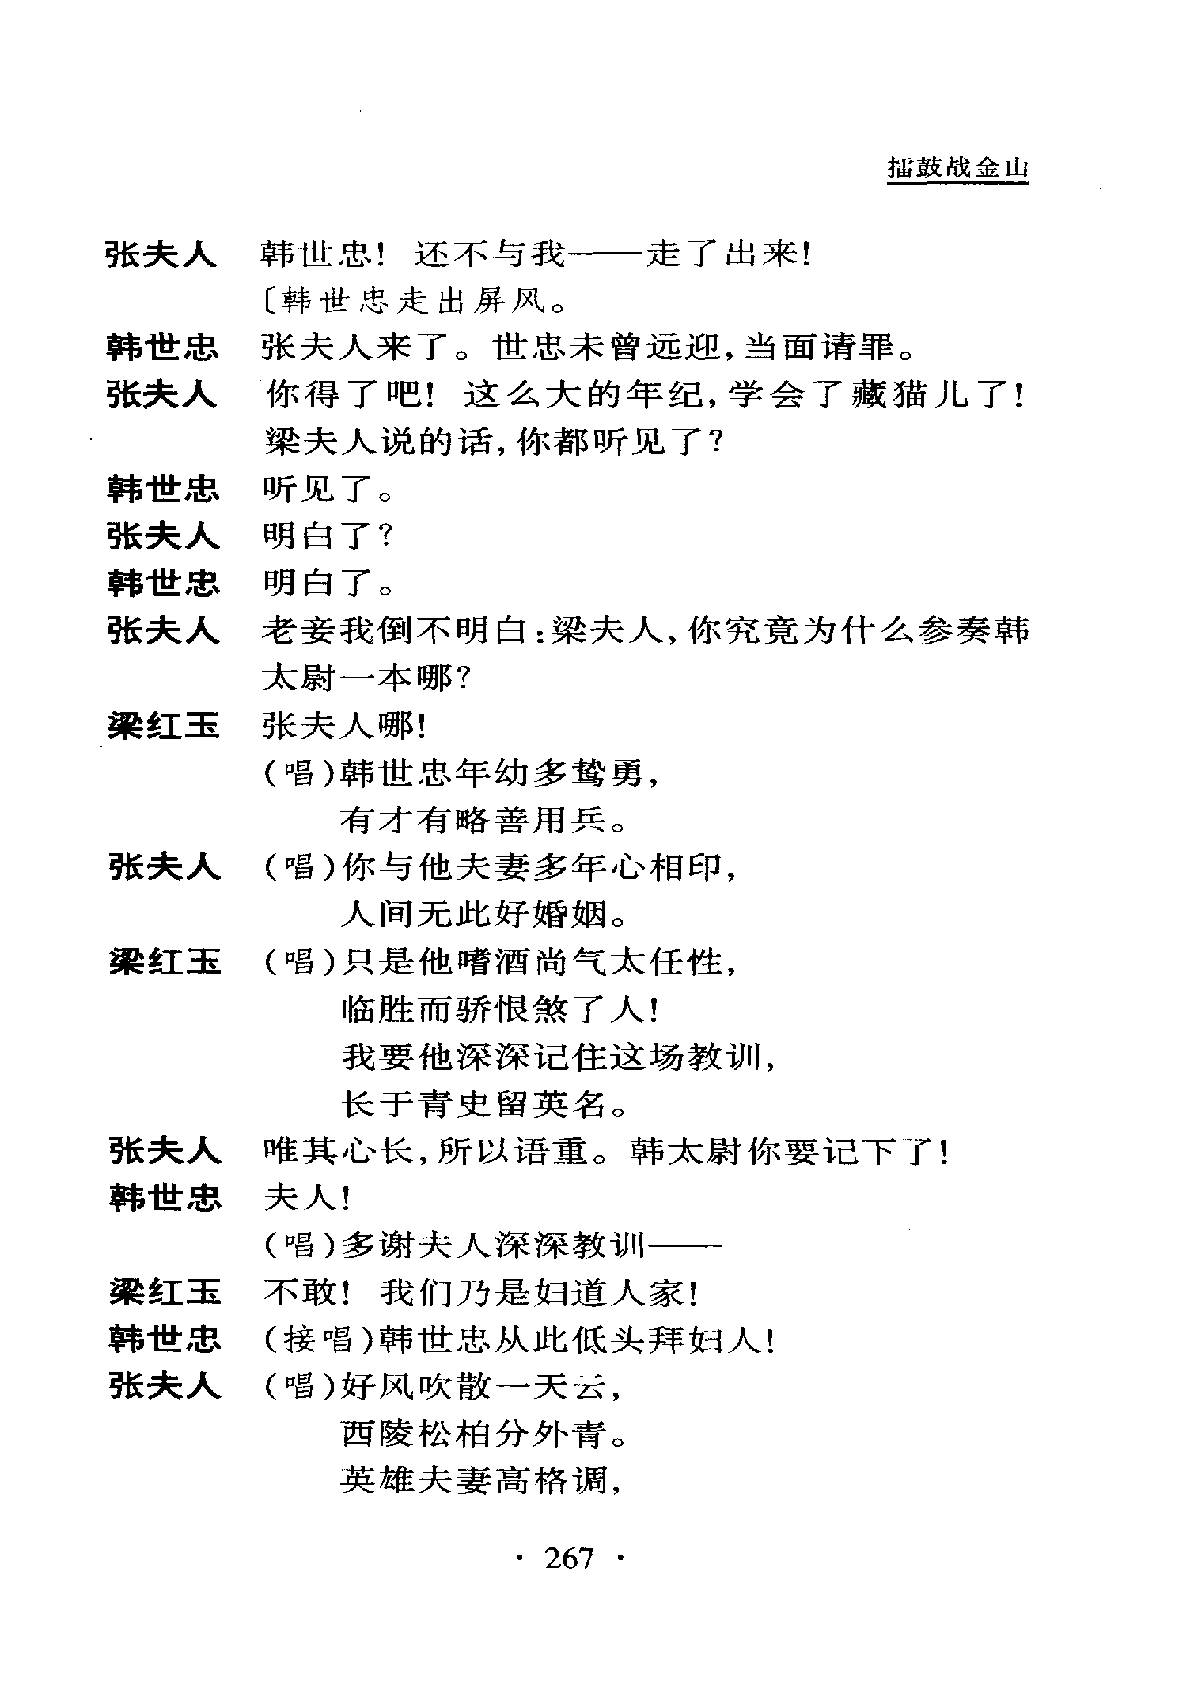 擂鼓战金山
张夫人 韩世忠！ 还不与我——走了出来！
〔韩世忠走出屏风。
韩世忠 张夫人来了。世忠未曾远迎，当面请罪。
张夫人 你得了吧！ 这么大的年纪，学会了藏猫儿了！
梁夫人说的话，你都听见了？
韩世忠 听见了。
张夫人 明白了？
韩世忠 明白了。
张夫人 老妾我倒不明白：梁夫人，你究竟为什么参奏韩
太尉一本哪？
梁红玉 张夫人哪！
（唱）韩世忠年幼多鸷勇，
有才有略善用兵。
张夫人 （唱）你与他夫妻多年心相印，
人间无此好婚姻。
梁红玉 （唱）只是他嗜酒尚气太任性，
临胜而骄恨煞了人！
我要他深深记住这场教训，
长于青史留英名。
张夫人 唯其心长，所以语重。韩太尉你要记下了！
韩世忠 夫人！
（唱）多谢夫人深深教训——
梁红玉 不敢！ 我们乃是妇道人家！
韩世忠 （接唱）韩世忠从此低头拜妇人！
张夫人 （唱）好风吹散一天云，
西陵松柏分外青。
英雄夫妻高格调，
· 267 ·